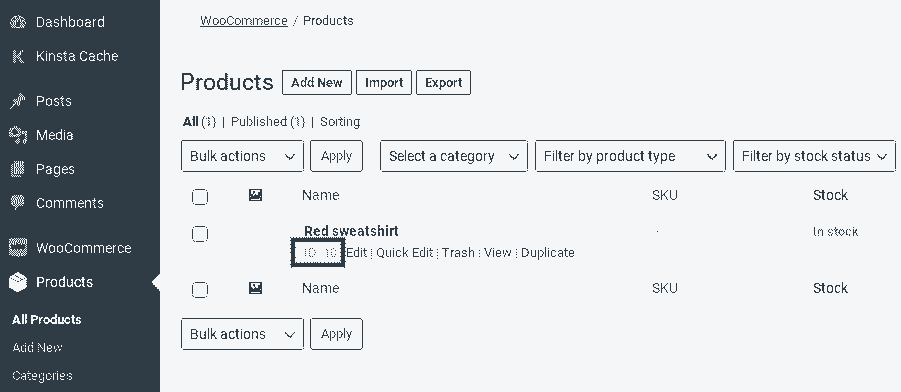 Dashboard
Kinsta Cache
Posts
Media
Pages
Comments
WooCommerce
Products
All Products
Add New
Categories
WooCommerce / Products
Products Add New Import Export
All (1) | Published (1) | Sorting
Bulk actions Apply Select a category Filter by product type Filter by stock status
Name SKU Stock
Red sweatshirt In stock
Edit | Quick Edit | Trash | View | Duplicate
Name SKU Stock
Bulk actions Apply